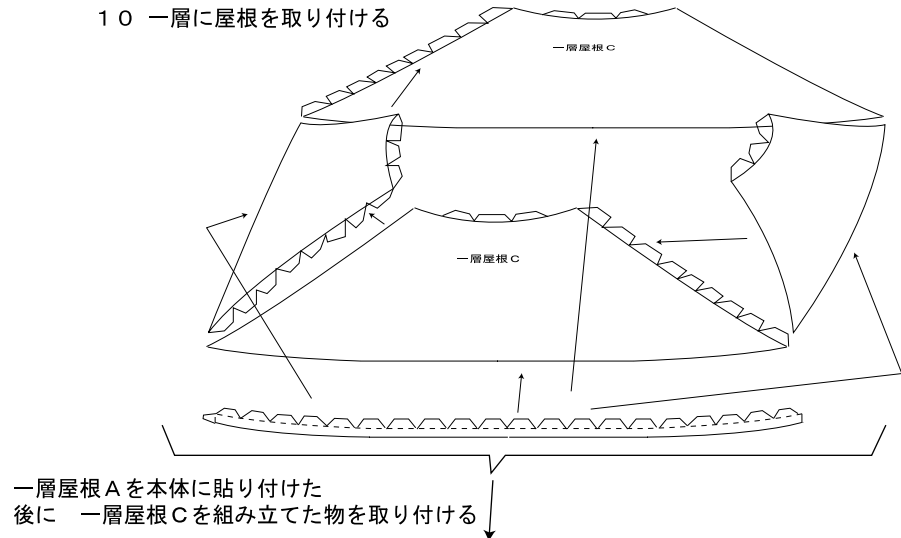 １０ 一層に屋根を取り付ける
一層屋根Ｃ
一層屋根Ｃ
一層屋根Ａを本体に貼り付けた
後に　一層屋根Ｃを組み立てた物を取り付ける